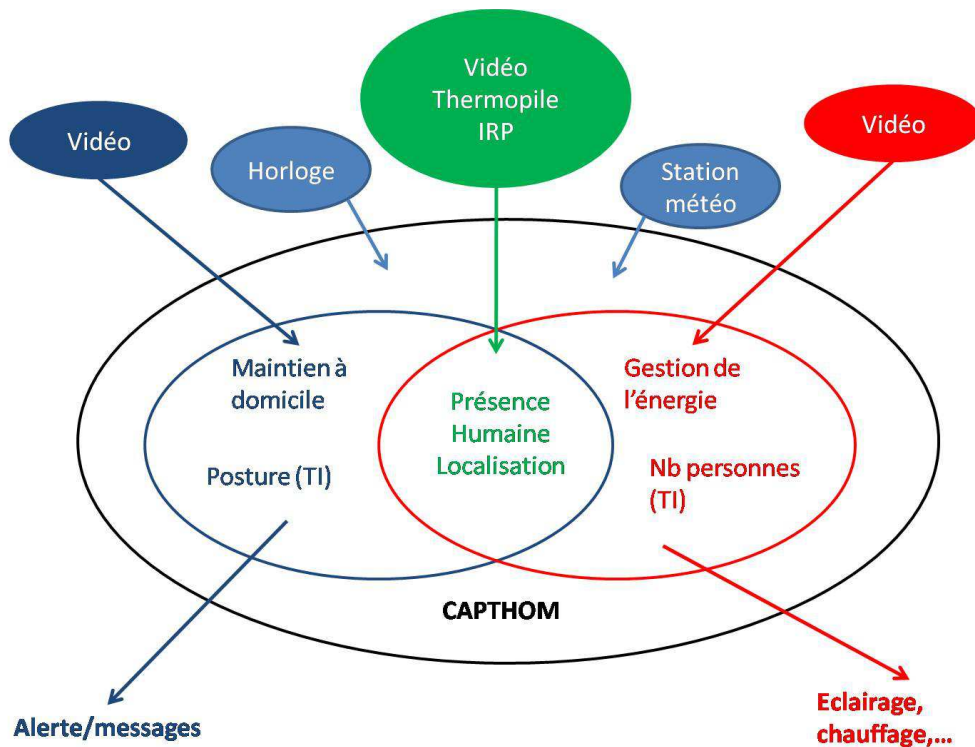 Vidéo
Thermopile
IRP
Vidéo
Vidéo
Horloge
Station
météo
Maintien à
domicile
Posture (TI)
Présence
Humaine
Localisation
Gestion de
l'énergie
Nb personnes
(TI)
CAPTHOM
Alerte/messages
Eclairage,
chauffage,...